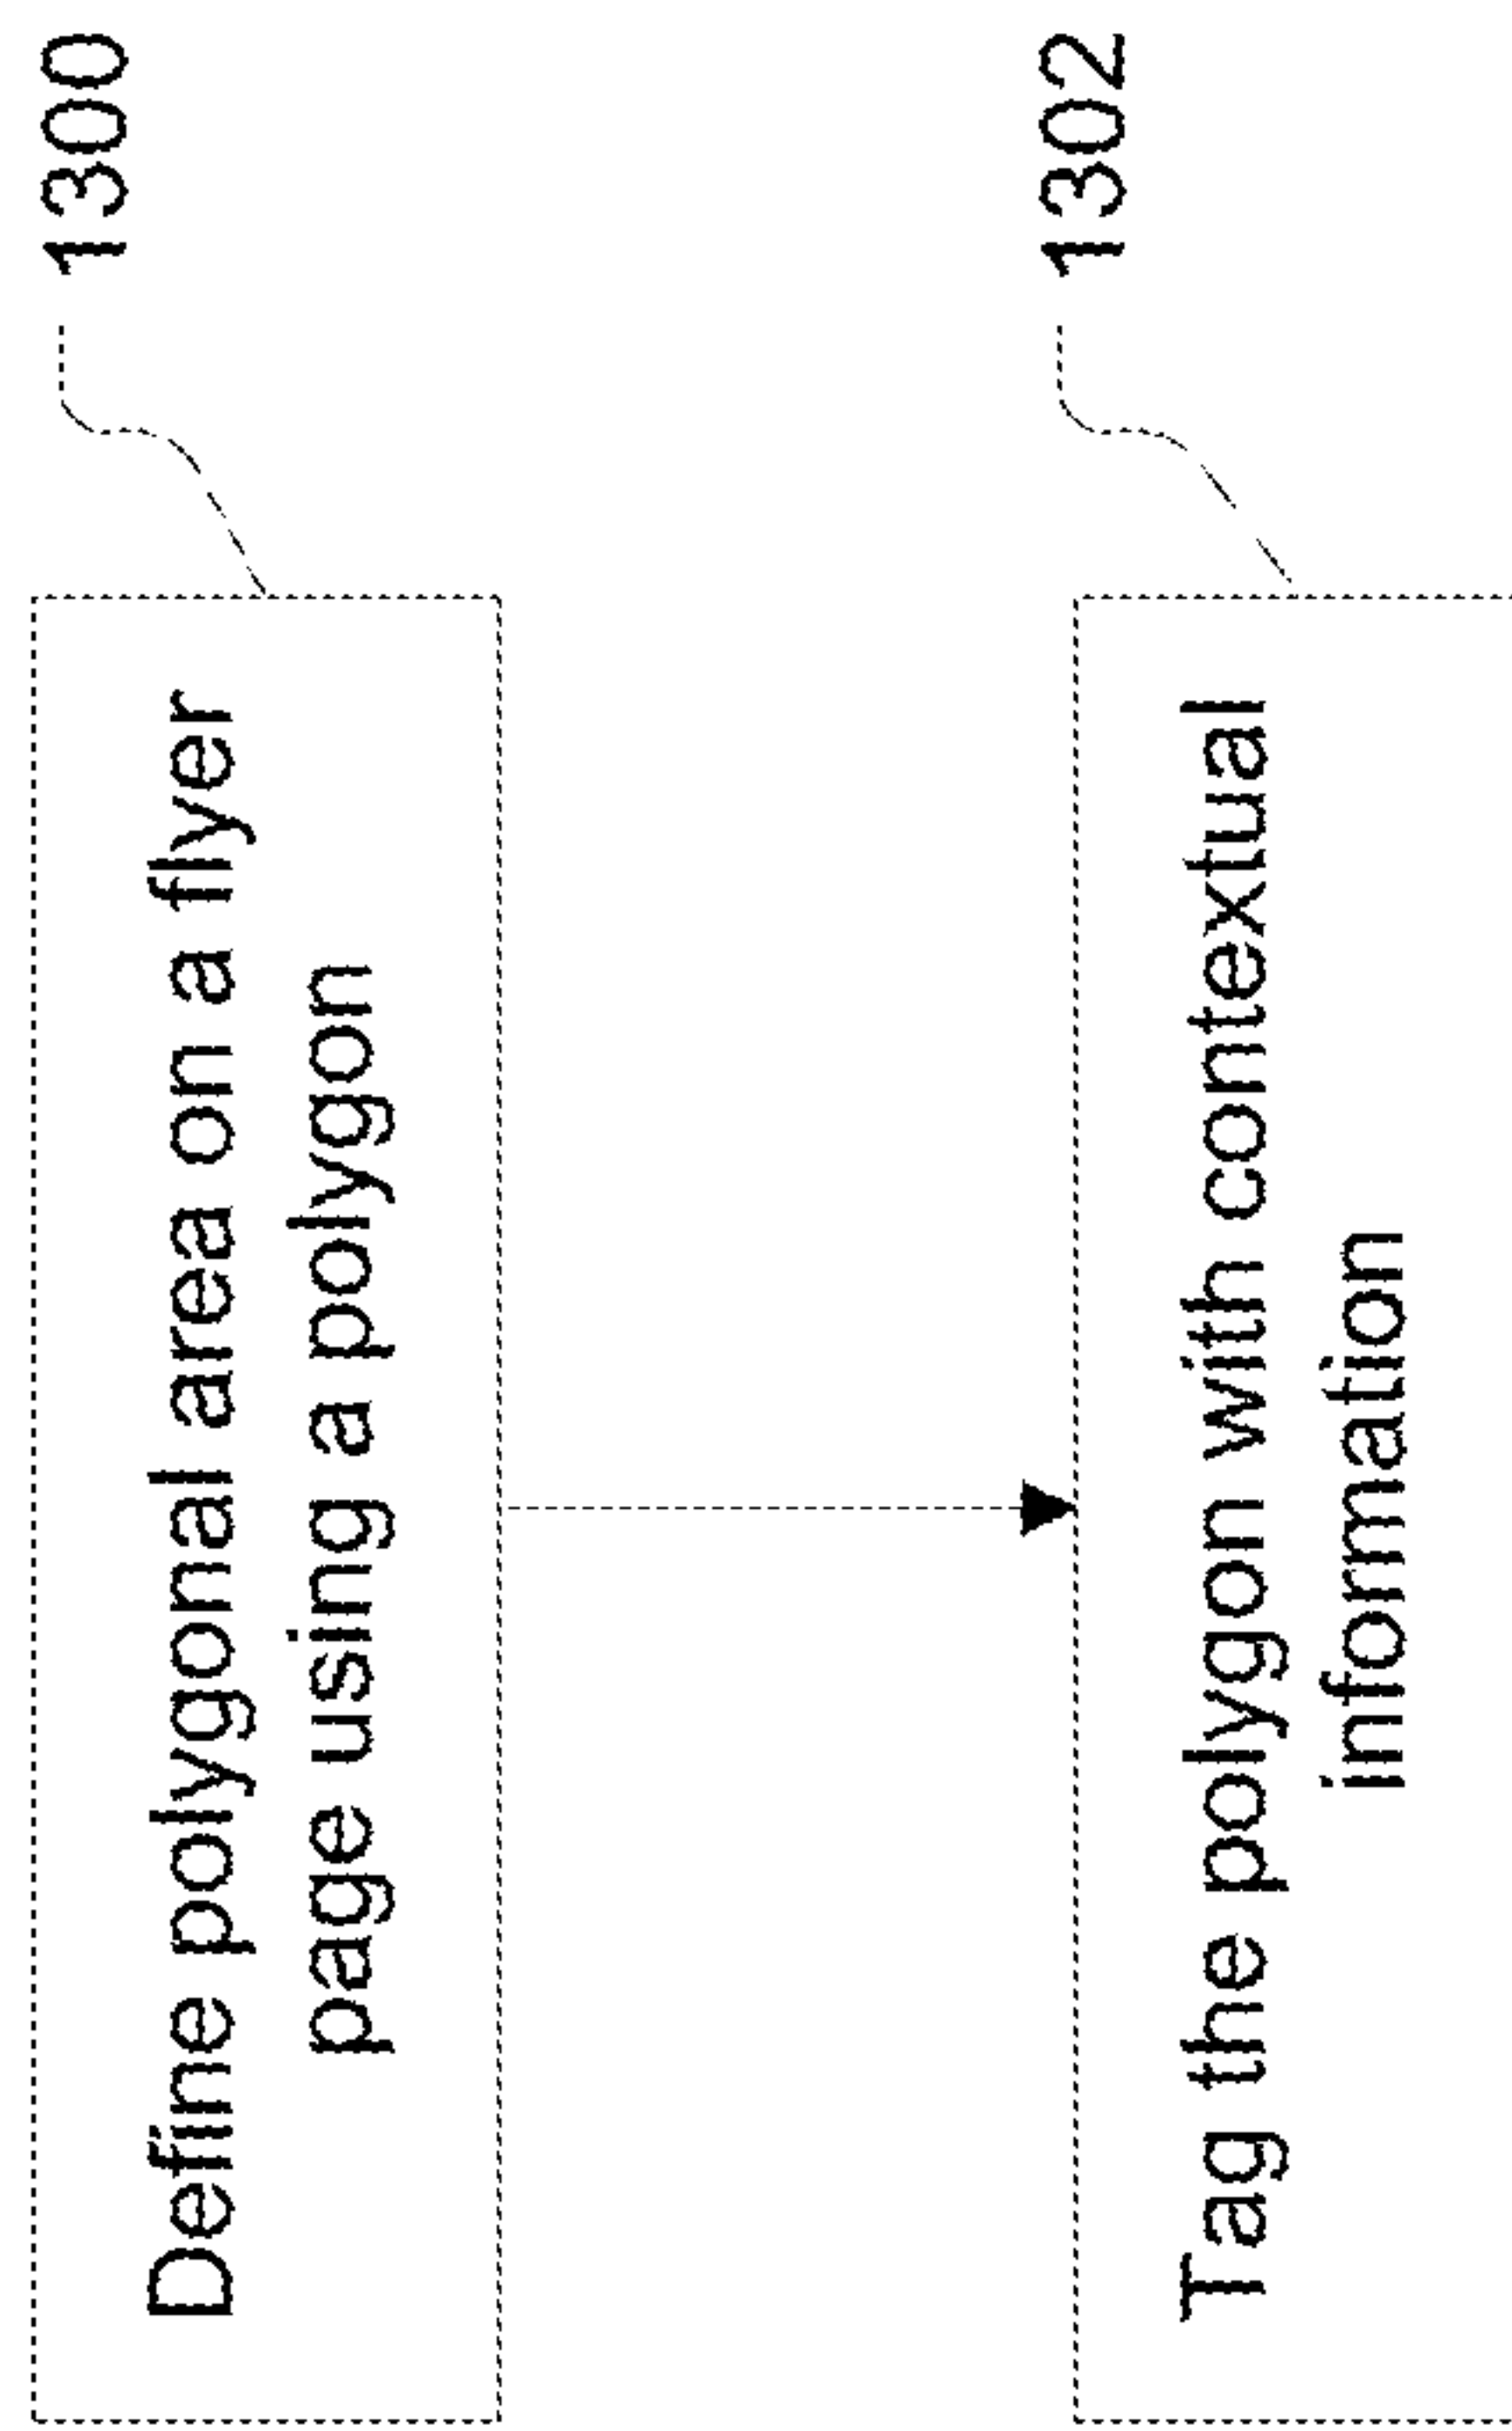 Define polygonal area on a flyer
page using a polygon
1300
Tag the polygon with contextual
information
1302